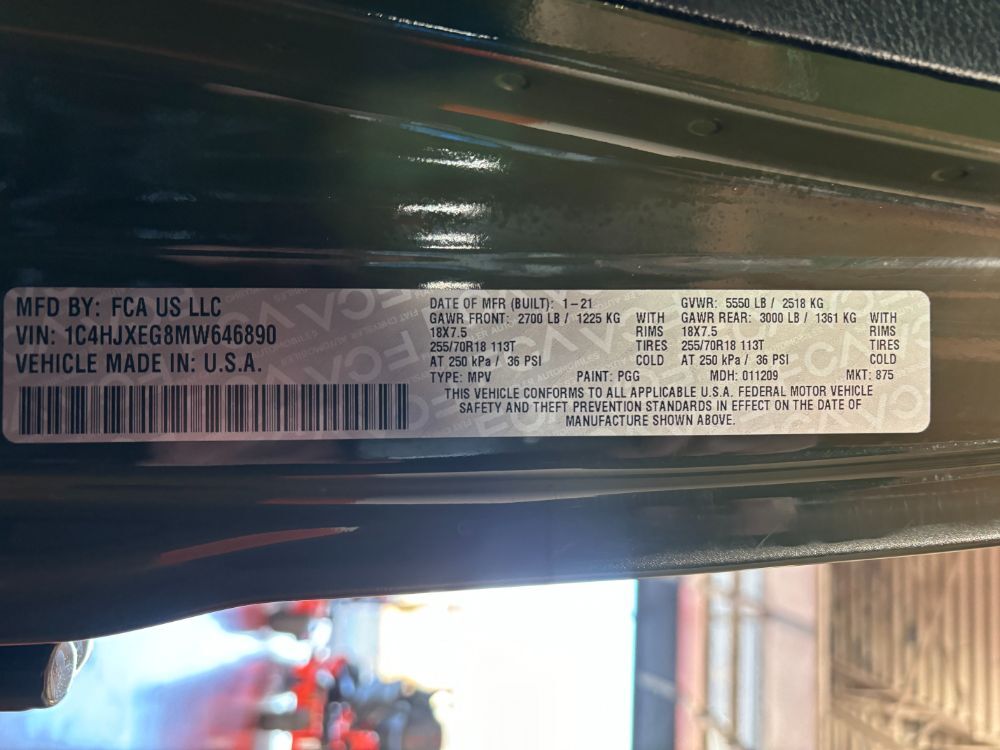 MFD BY: FCA US LLC
VIN: 1C4HJXEG8MW646890
VEHICLE MADE IN: U.S.A.
DATE OF MFR (BUILT): 1-21 GVWR: 5550 LB / 2518 KG
GAWR FRONT: 2700 LB / 1225 KG WITH GAWR REAR: 3000 LB / 1361 KG WITH
18X7.5 RIMS 18X7.5 RIMS
255/70R18 113T TIRES 255/70R18 113T TIRES
AT 250 kPa / 36 PSI COLD AT 250 kPa / 36 PSI COLD
TYPE: MPV PAINT: PGG MDH: 011209 MKT: 875
THIS VEHICLE CONFORMS TO ALL APPLICABLE U.S.A. FEDERAL MOTOR VEHICLE
SAFETY AND THEFT PREVENTION STANDARDS IN EFFECT ON THE DATE OF
MANUFACTURE SHOWN ABOVE.